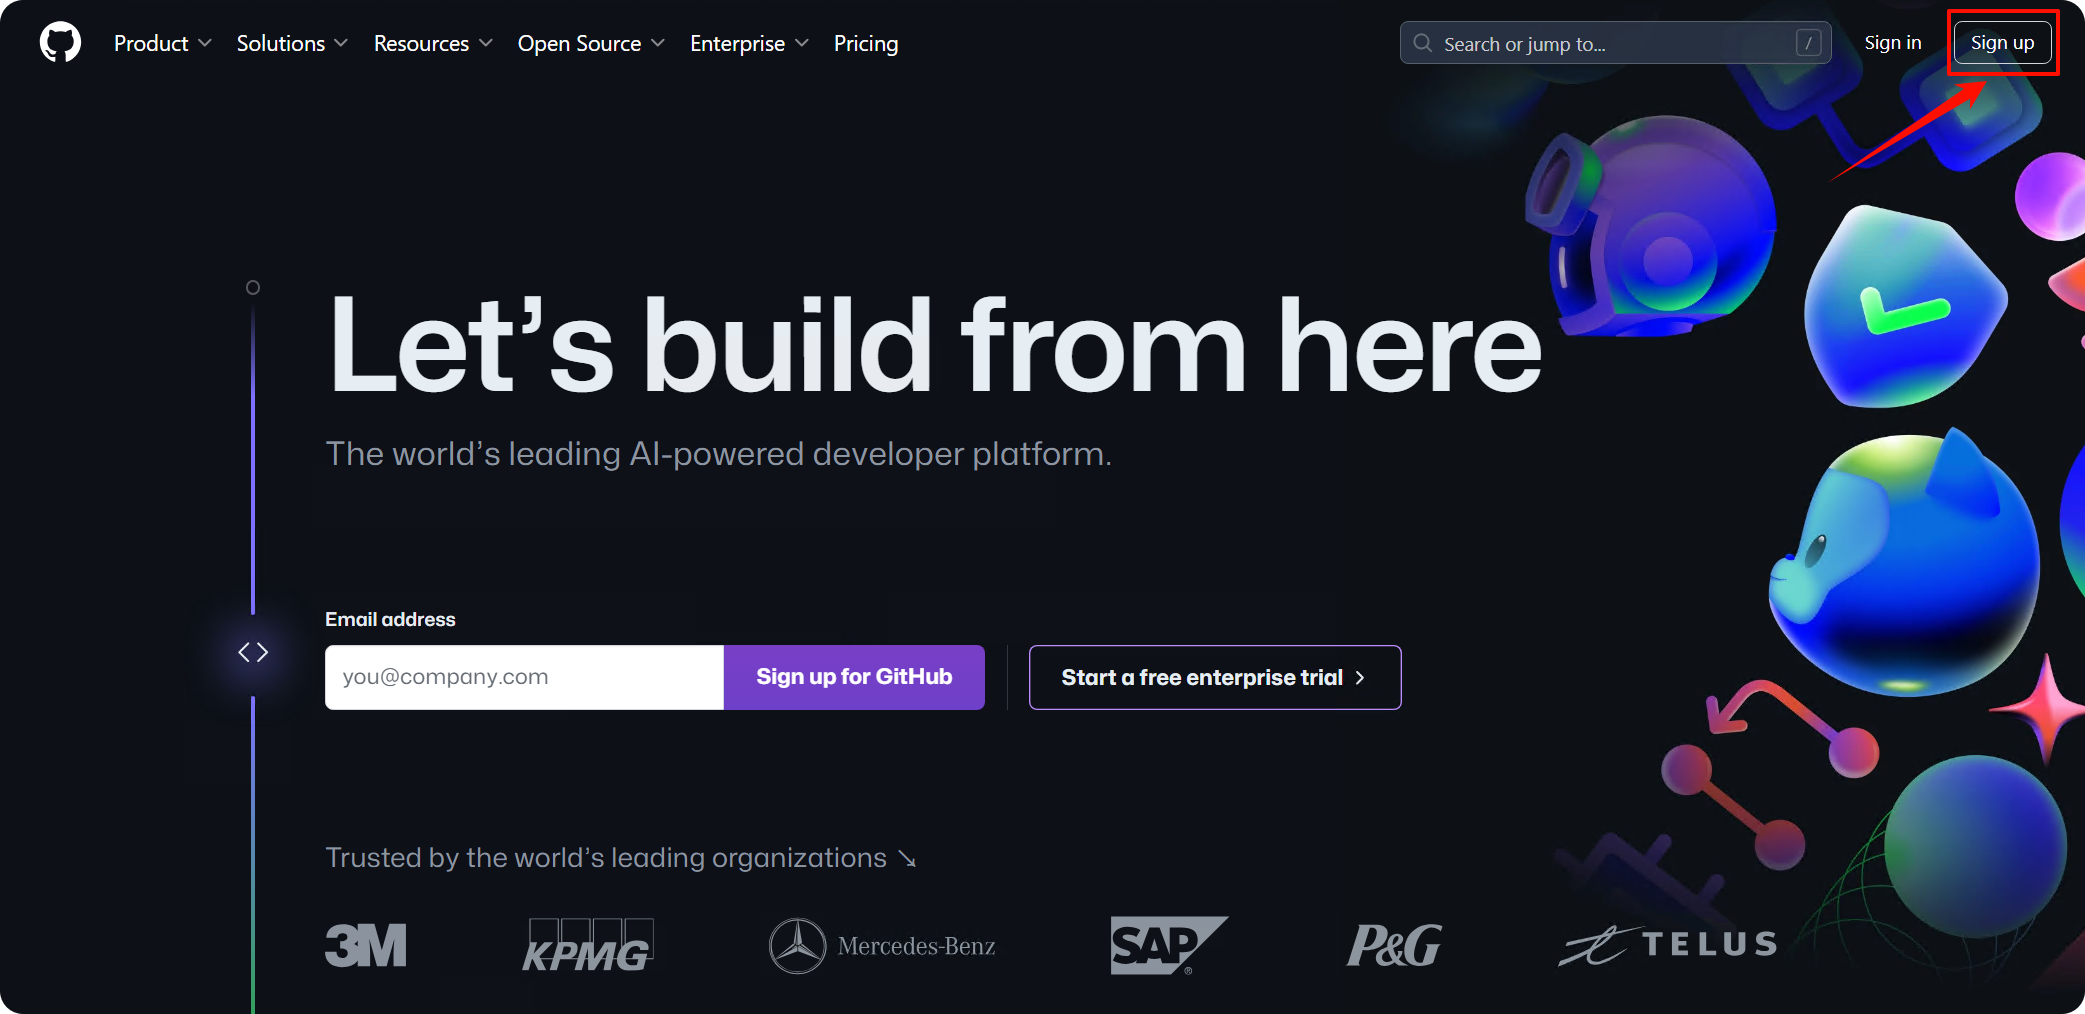 Product Solutions Resources Open Source Enterprise Pricing Search or jump to... / Sign in Sign up
Let’s build from here
The world’s leading AI-powered developer platform.
Email address
you@company.com Sign up for GitHub Start a free enterprise trial
Trusted by the world’s leading organizations
3M KPMG Mercedes-Benz SAP® P&G TELUS